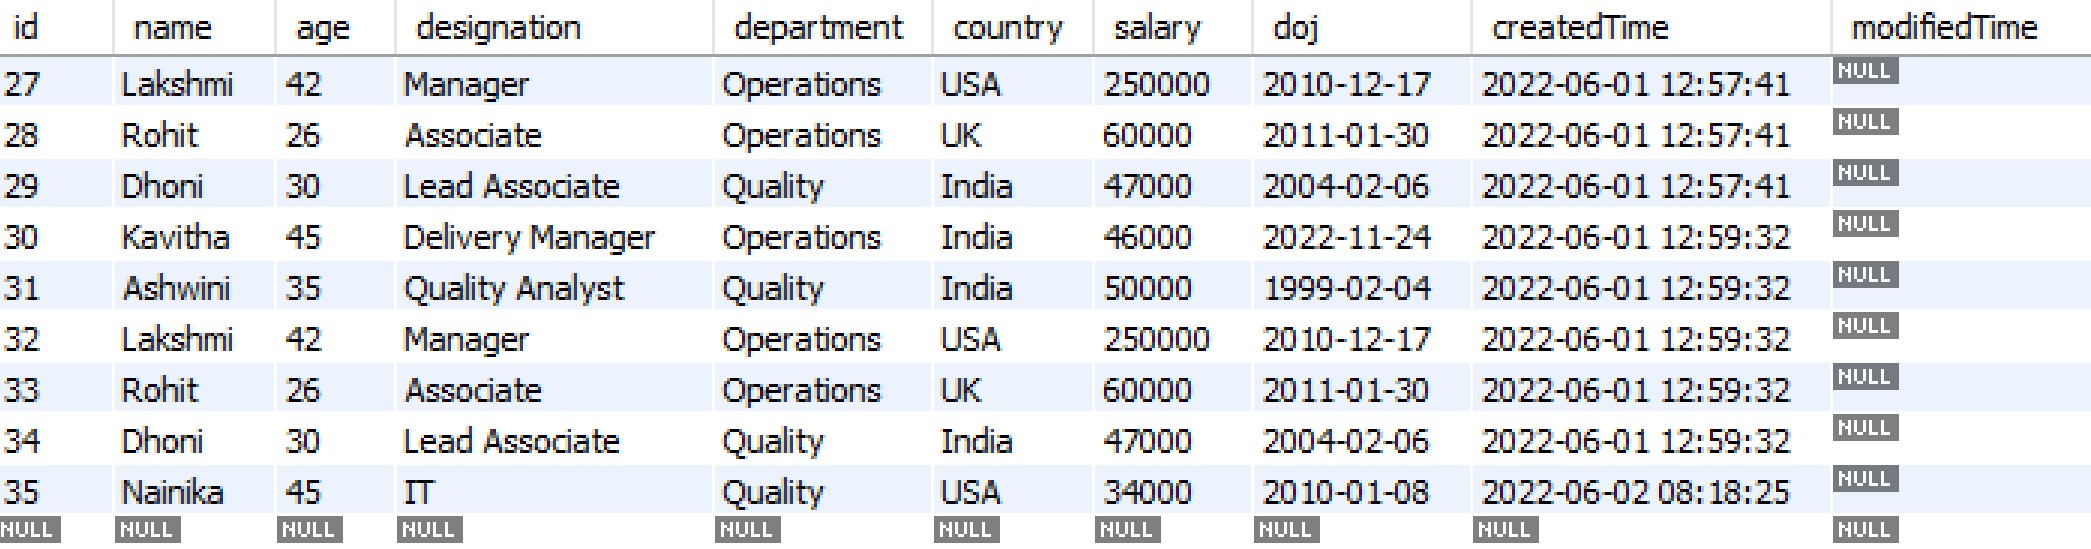 id name age designation department country salary doj createdTime modifiedTime
27 Lakshmi 42 Manager Operations USA 250000 2010-12-17 2022-06-01 12:57:41 NULL
28 Rohit 26 Associate Operations UK 60000 2011-01-30 2022-06-01 12:57:41 NULL
29 Dhoni 30 Lead Associate Quality India 47000 2004-02-06 2022-06-01 12:57:41 NULL
30 Kavitha 45 Delivery Manager Operations India 46000 2022-11-24 2022-06-01 12:59:32 NULL
31 Ashwini 35 Quality Analyst Quality India 50000 1999-02-04 2022-06-01 12:59:32 NULL
32 Lakshmi 42 Manager Operations USA 250000 2010-12-17 2022-06-01 12:59:32 NULL
33 Rohit 26 Associate Operations UK 60000 2011-01-30 2022-06-01 12:59:32 NULL
34 Dhoni 30 Lead Associate Quality India 47000 2004-02-06 2022-06-01 12:59:32 NULL
35 Nainika 45 IT Quality USA 34000 2010-01-08 2022-06-02 08:18:25 NULL
NULL NULL NULL NULL NULL NULL NULL NULL NULL NULL